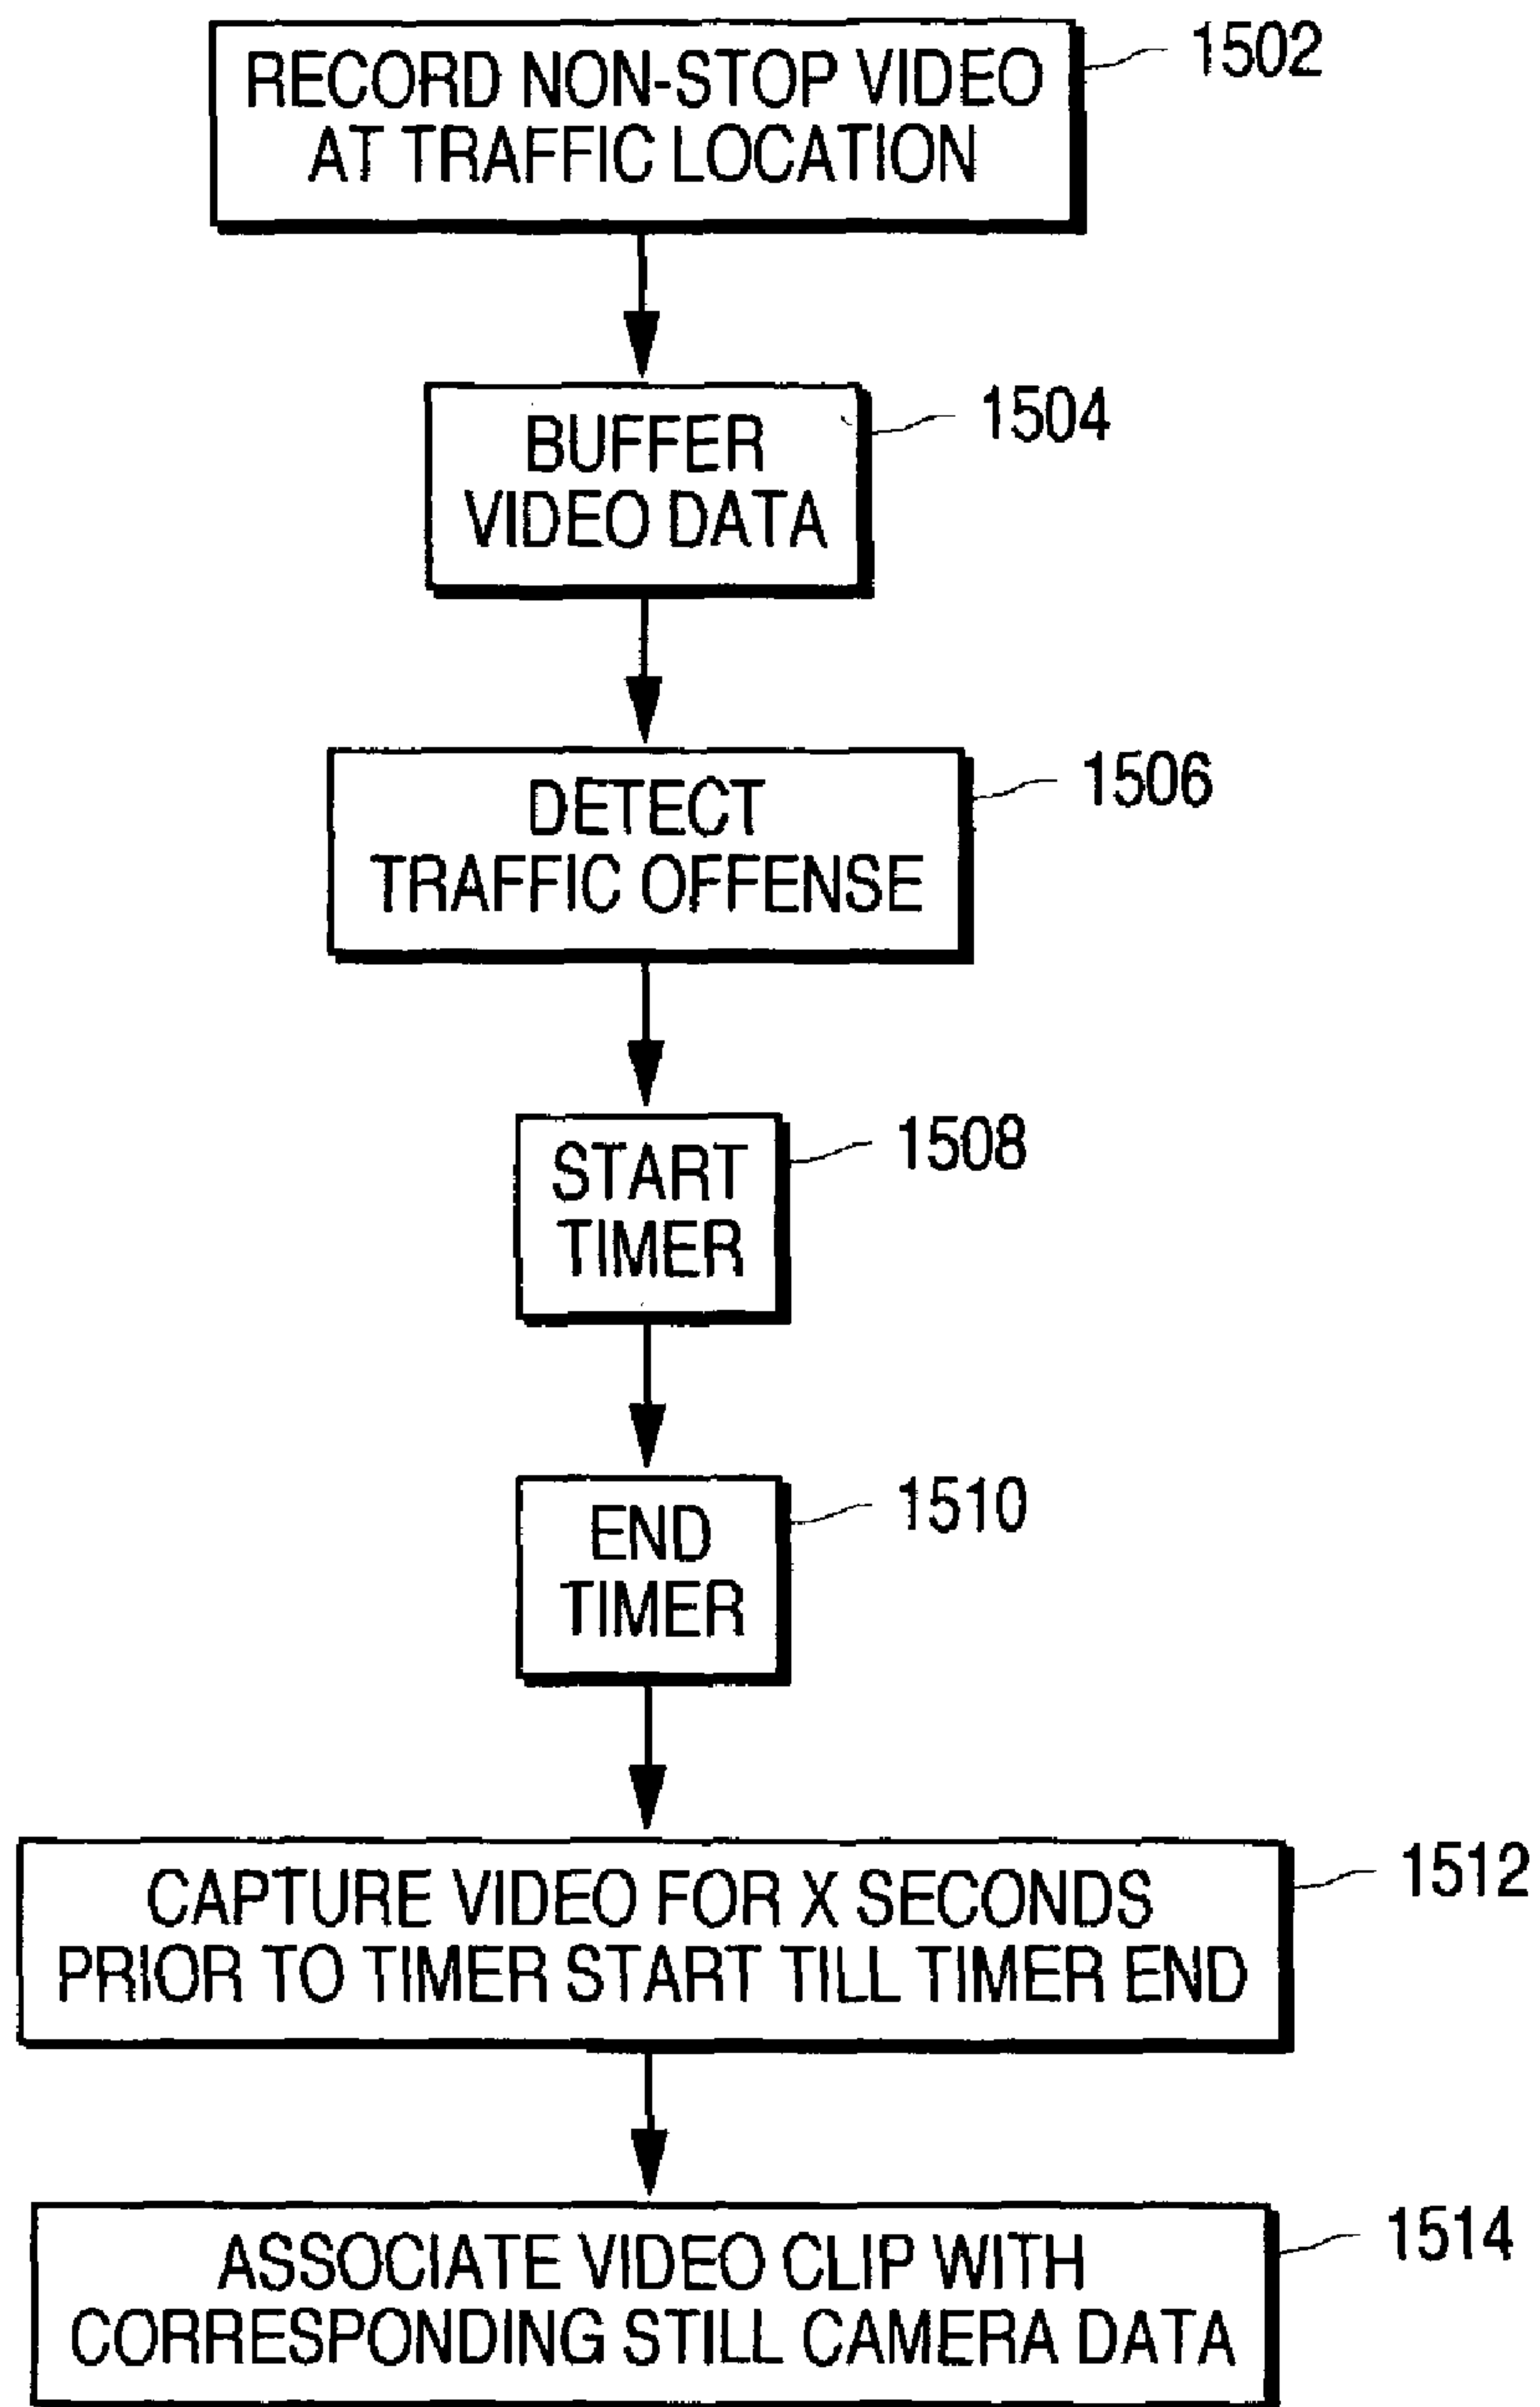 RECORD NON-STOP VIDEO
AT TRAFFIC LOCATION
1502
BUFFER
VIDEO DATA
1504
DETECT
TRAFFIC OFFENSE
1506
START
TIMER
1508
END
TIMER
1510
CAPTURE VIDEO FOR X SECONDS
PRIOR TO TIMER START TILL TIMER END
1512
ASSOCIATE VIDEO CLIP WITH
CORRESPONDING STILL CAMERA DATA
1514